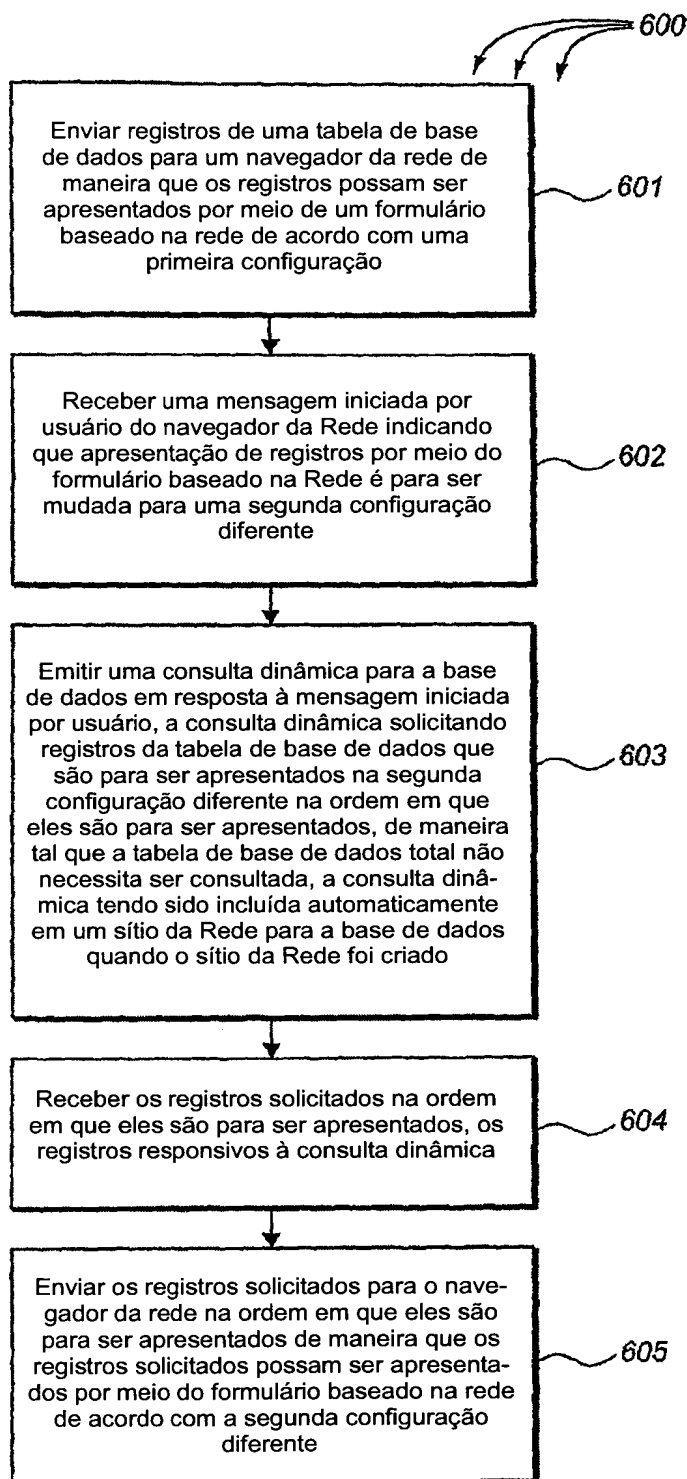 600
Enviar registros de uma tabela de base
de dados para um navegador da rede de
maneira que os registros possam ser
apresentados por meio de um formulário
baseado na rede de acordo com uma
primeira configuração
601
Receber uma mensagem iniciada por
usuário do navegador da Rede indicando
que apresentação de registros por meio do
formulário baseado na Rede é para ser
mudada para uma segunda configuração
diferente
602
Emitir uma consulta dinâmica para a base
de dados em resposta à mensagem iniciada
por usuário, a consulta dinâmica solicitando
registros da tabela de base de dados que
são para ser apresentados na segunda
configuração diferente na ordem em que
eles são para ser apresentados, de maneira
tal que a tabela de base de dados total não
necessita ser consultada, a consulta dinâ-
mica tendo sido incluída automaticamente
em um sítio da Rede para a base de dados
quando o sítio da Rede foi criado
603
Receber os registros solicitados na ordem
em que eles são para ser apresentados, os
registros responsivos à consulta dinâmica
604
Enviar os registros solicitados para o nave-
gador da rede na ordem em que eles são
para ser apresentados de maneira que os
registros solicitados possam ser apresenta-
dos por meio do formulário baseado na rede
de acordo com a segunda configuração
diferente
605